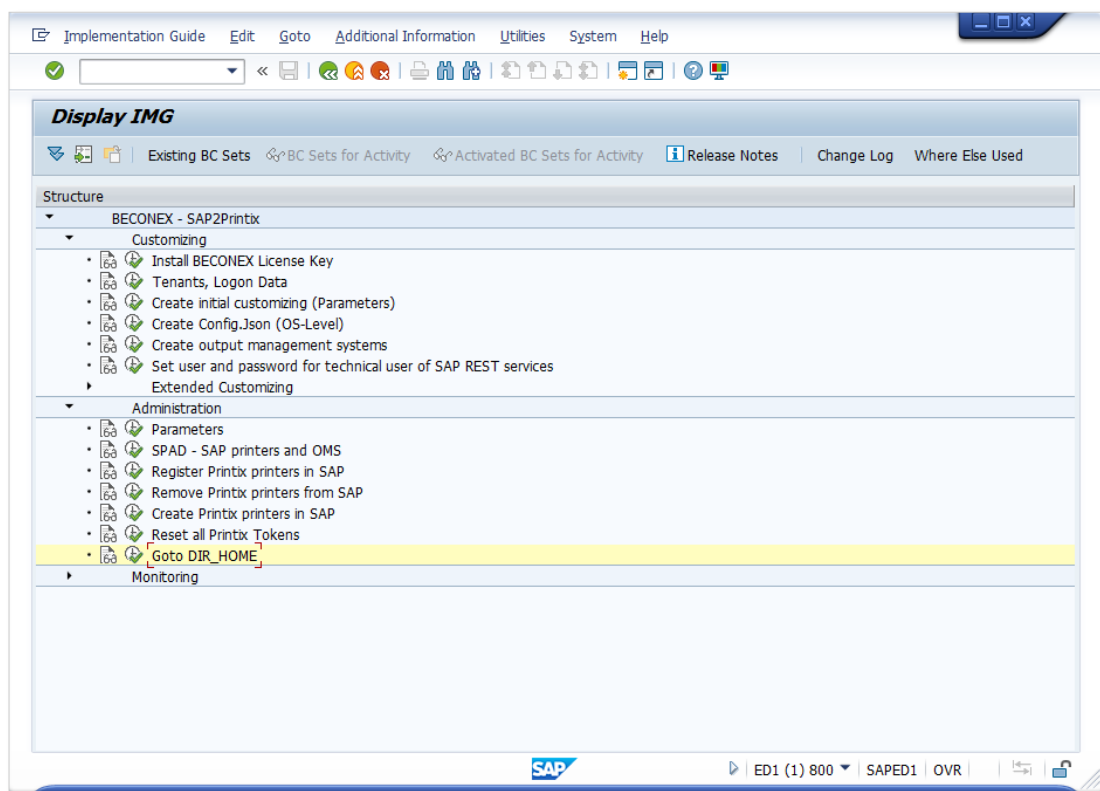 Implementation Guide Edit Goto Additional Information Utilities System Help
Display IMG
Existing BC Sets BC Sets for Activity Activated BC Sets for Activity Release Notes Change Log Where Else Used
Structure
BECONEX - SAP2Printix
Customizing
Install BECONEX License Key
Tenants, Logon Data
Create initial customizing (Parameters)
Create Config.Json (OS-Level)
Create output management systems
Set user and password for technical user of SAP REST services
Extended Customizing
Administration
Parameters
SPAD - SAP printers and OMS
Register Printix printers in SAP
Remove Printix printers from SAP
Create Printix printers in SAP
Reset all Printix Tokens
Goto DIR_HOME
Monitoring
SAP ED1 (1) 800 SAPED1 OVR